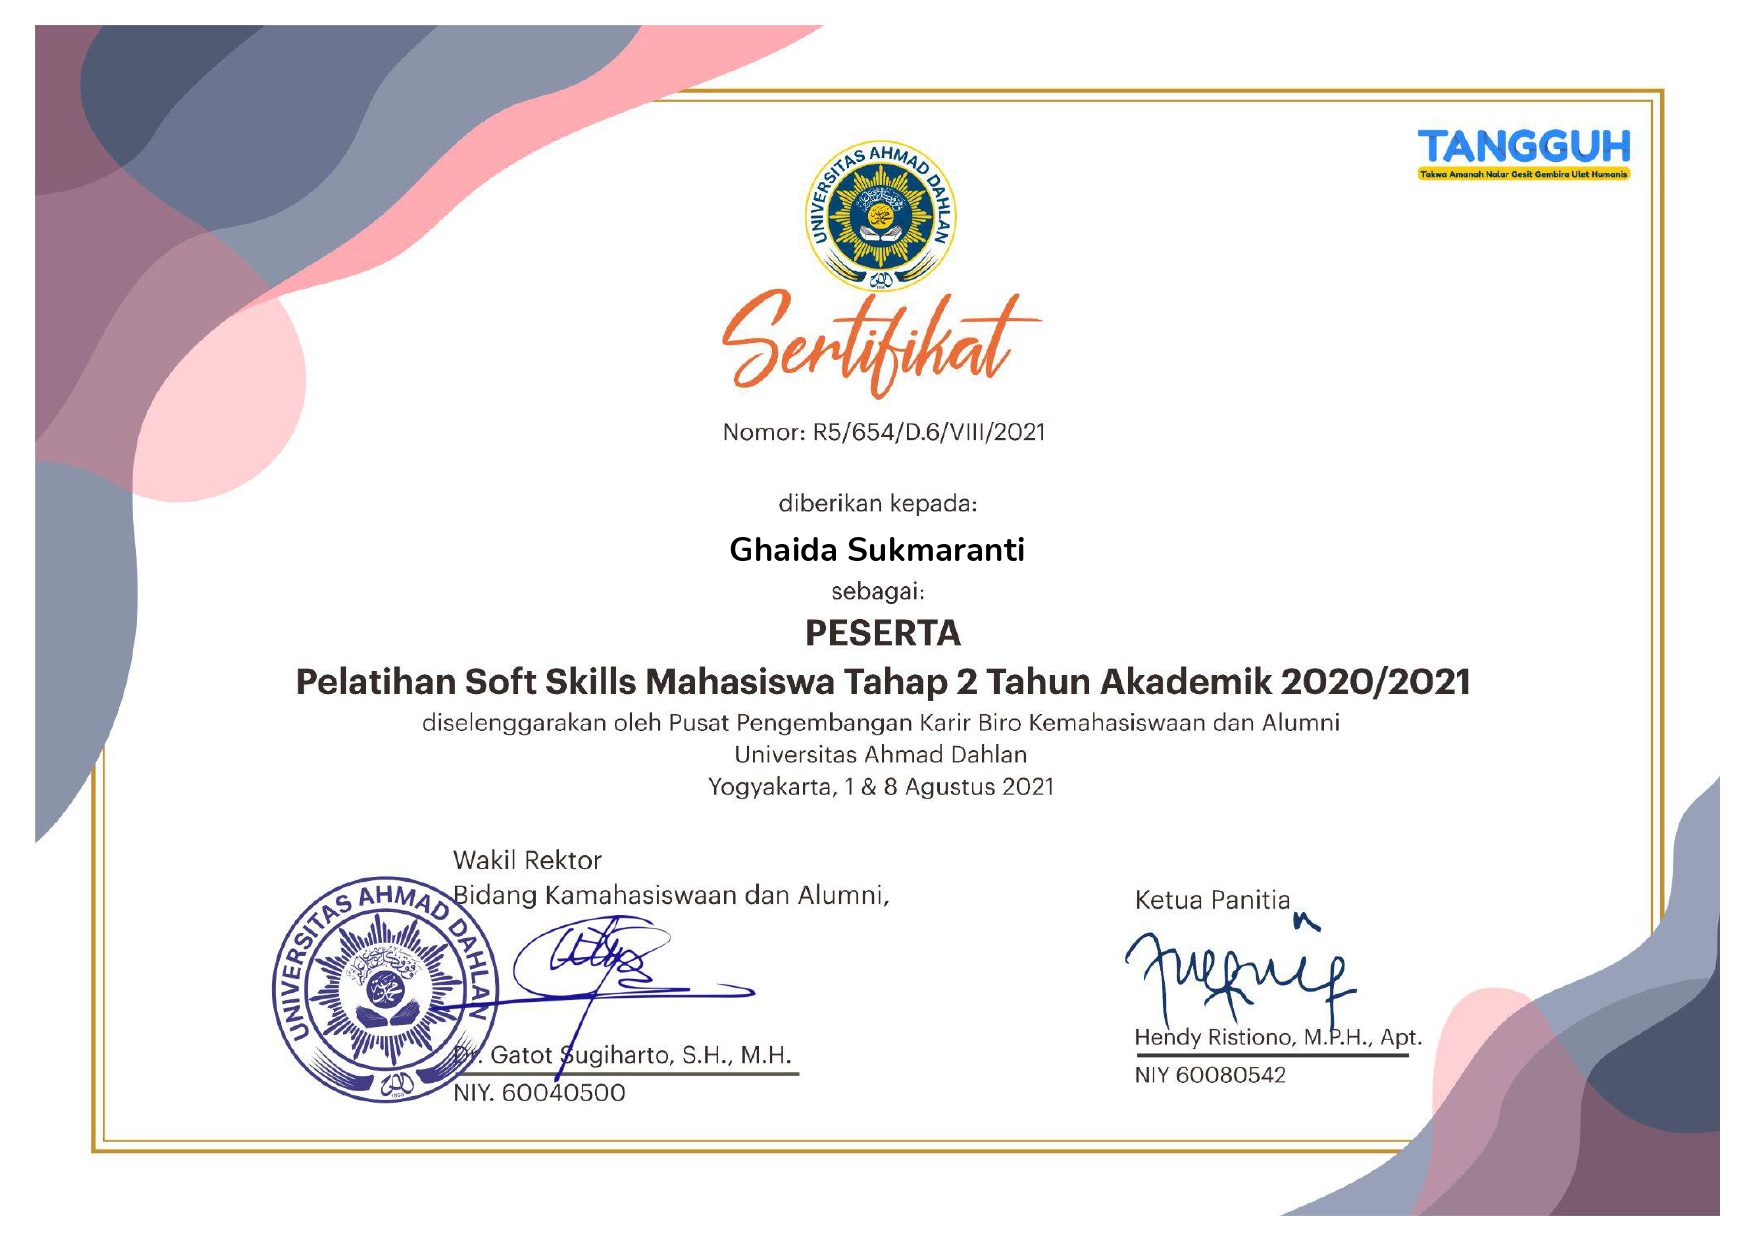 TANGGUH
Takwa Amanah Nalar Gesit Gembira Ulet Humanis
UNIVERSITAS AHMAD DAHLAN
Sertifikat
Nomor: R5/654/D.6/VIII/2021
diberikan kepada:
Ghaida Sukmaranti
sebagai:
PESERTA
Pelatihan Soft Skills Mahasiswa Tahap 2 Tahun Akademik 2020/2021
diselenggarakan oleh Pusat Pengembangan Karir Biro Kemahasiswaan dan Alumni
Universitas Ahmad Dahlan
Yogyakarta, 1 & 8 Agustus 2021
Wakil Rektor
Bidang Kamahasiswaan dan Alumni,
UNIVERSITAS AHMAD DAHLAN
Dr. Gatot Sugiharto, S.H., M.H.
NIY. 60040500
Ketua Panitia
Hendy Ristiono, M.P.H., Apt.
NIY 60080542